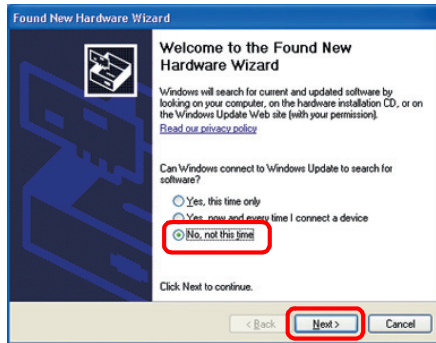 Found New Hardware Wizard
Welcome to the Found New
Hardware Wizard
Windows will search for current and updated software by
looking on your computer, on the hardware installation CD, or on
the Windows Update Web site (with your permission).
Read our privacy policy
Can Windows connect to Windows Update to search for
software?
Yes, this time only
Yes, now and every time I connect a device
No, not this time
Click Next to continue.
< Back
Next >
Cancel